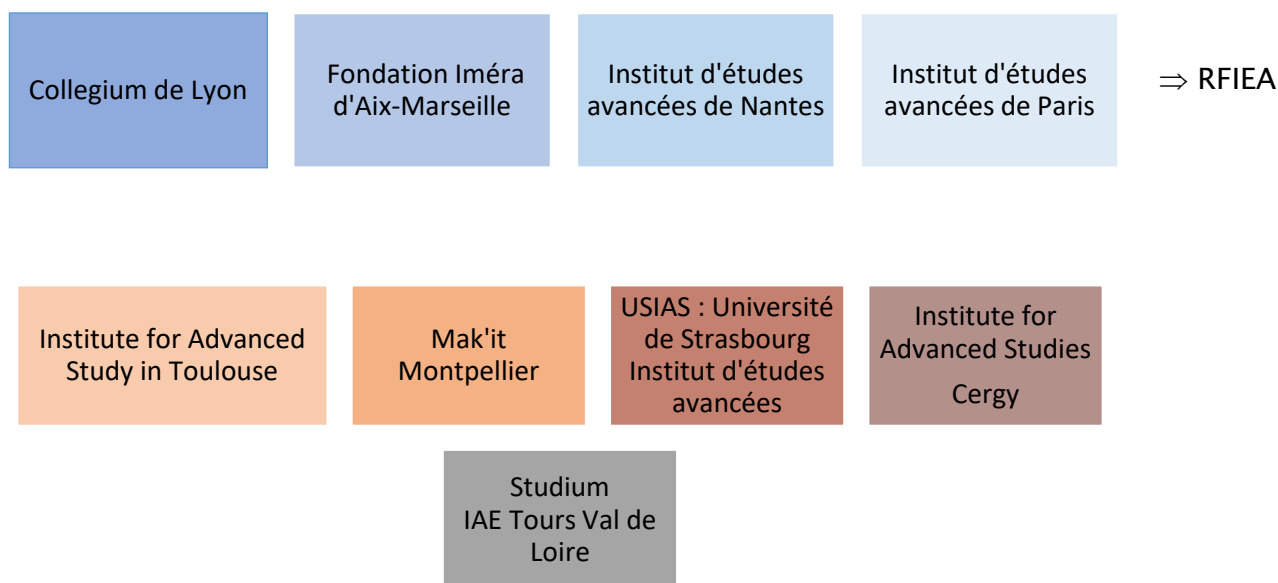 Collegium de Lyon
Fondation Iméra
d'Aix-Marseille
Institut d'études
avancées de Nantes
Institut d'études
avancées de Paris
⇒ RFIEA
Institute for Advanced
Study in Toulouse
Mak'it
Montpellier
USIAS : Université
de Strasbourg
Institut d'études
avancées
Institute for
Advanced Studies
Cergy
Studium
IAE Tours Val de
Loire